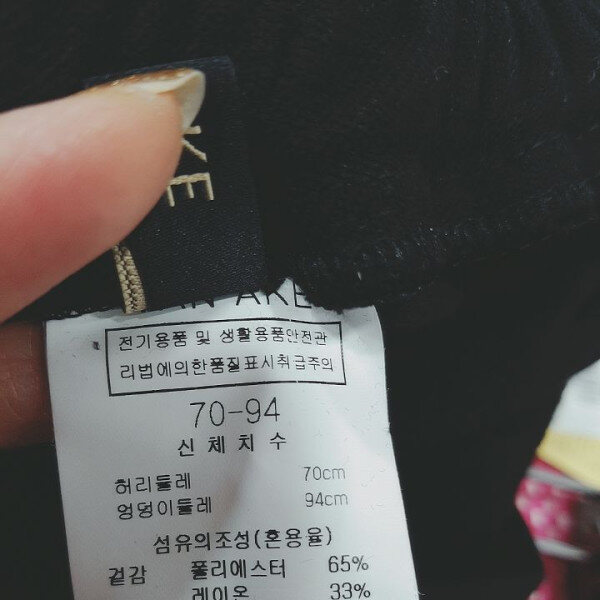 KE
AN AKE
전기용품 및 생활용품안전관
리법에의한품질표시취급주의
70-94
신체치수
허리둘레 70cm
엉덩이둘레 94cm
섬유의조성(혼용율)
겉감 폴리에스터 65%
레이온 33%